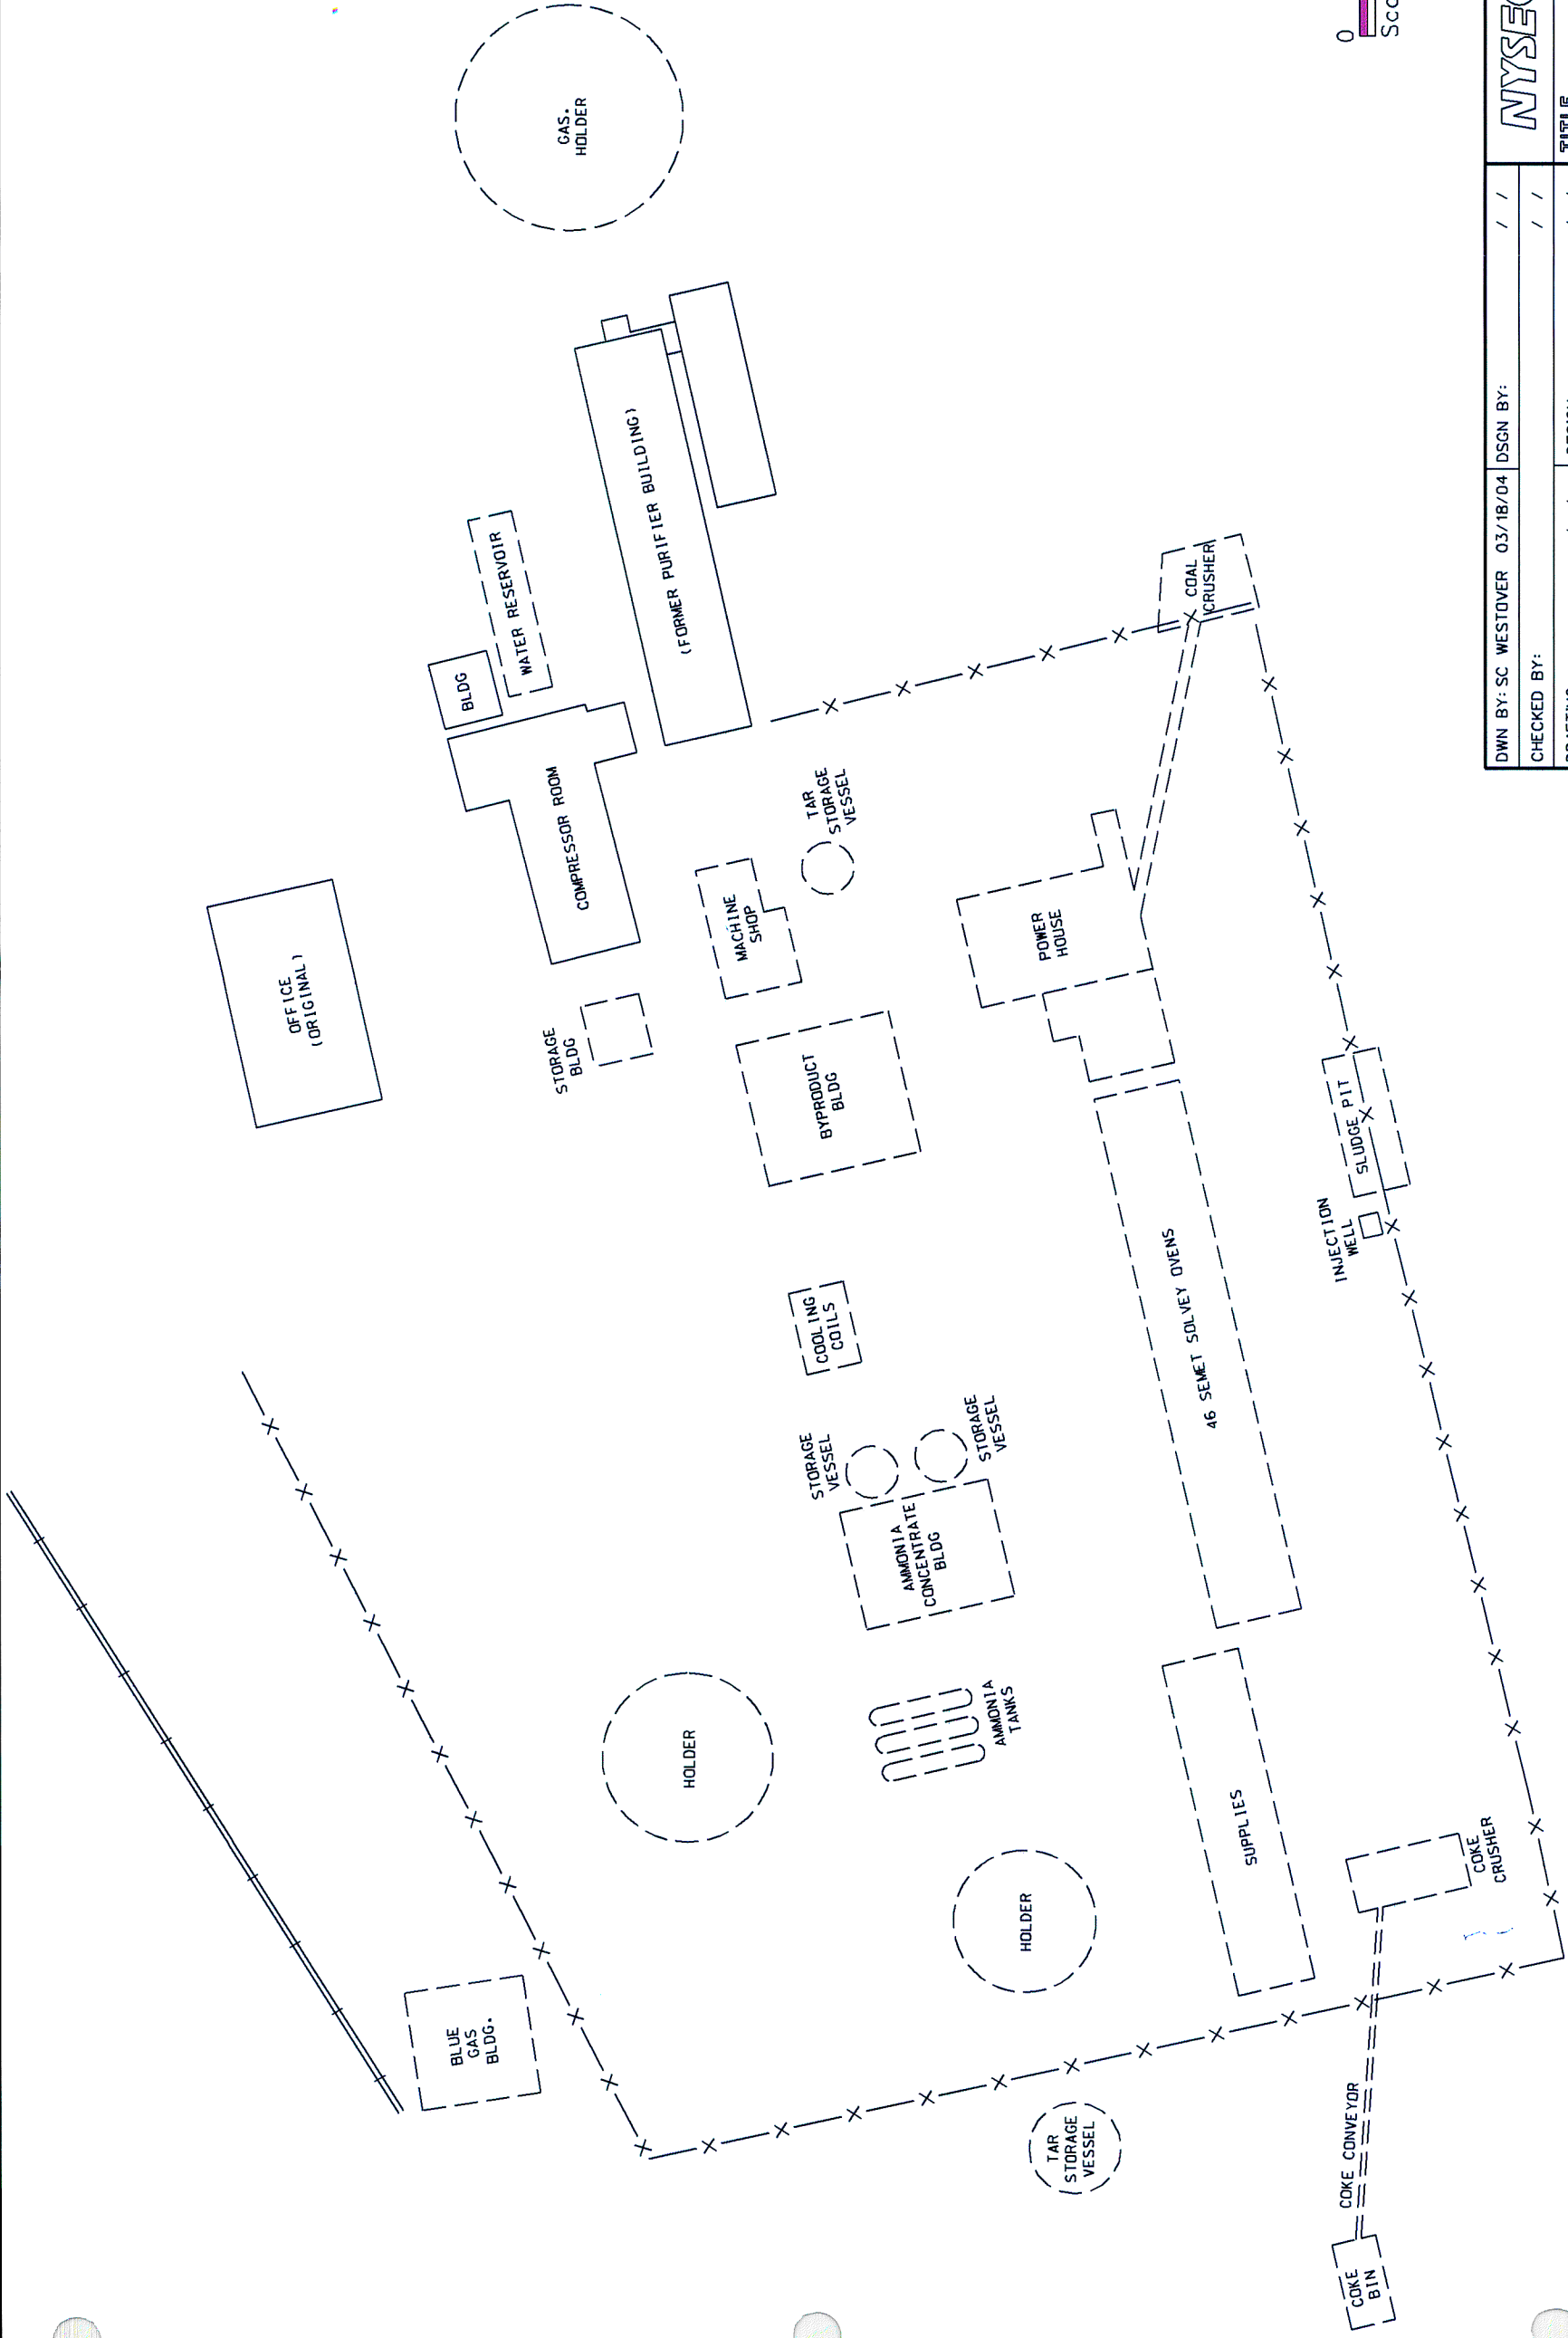 GAS.
HOLDER
(FORMER PURIFIER BUILDING)
WATER RESERVOIR
BLDG
COMPRESSOR ROOM
OFFICE
(ORIGINAL)
STORAGE
BLDG
MACHINE
SHOP
TAR
STORAGE
VESSEL
COAL
CRUSHER
POWER
HOUSE
BYPRODUCT
BLDG
SLUDGE PIT
INJECTION
WELL
46 SEMET SOLVEY OVENS
COOLING
COILS
STORAGE
VESSEL
STORAGE
VESSEL
AMMONIA
CONCENTRATE
BLDG
AMMONIA
TANKS
HOLDER
HOLDER
SUPPLIES
COKE
CRUSHER
BLUE
GAS
BLDG.
TAR
STORAGE
VESSEL
COKE CONVEYOR
COKE
BIN
0
NYSE
TITLE
DWN BY: SC WESTOVER 03/18/04 DSGN BY: / /
CHECKED BY: / /